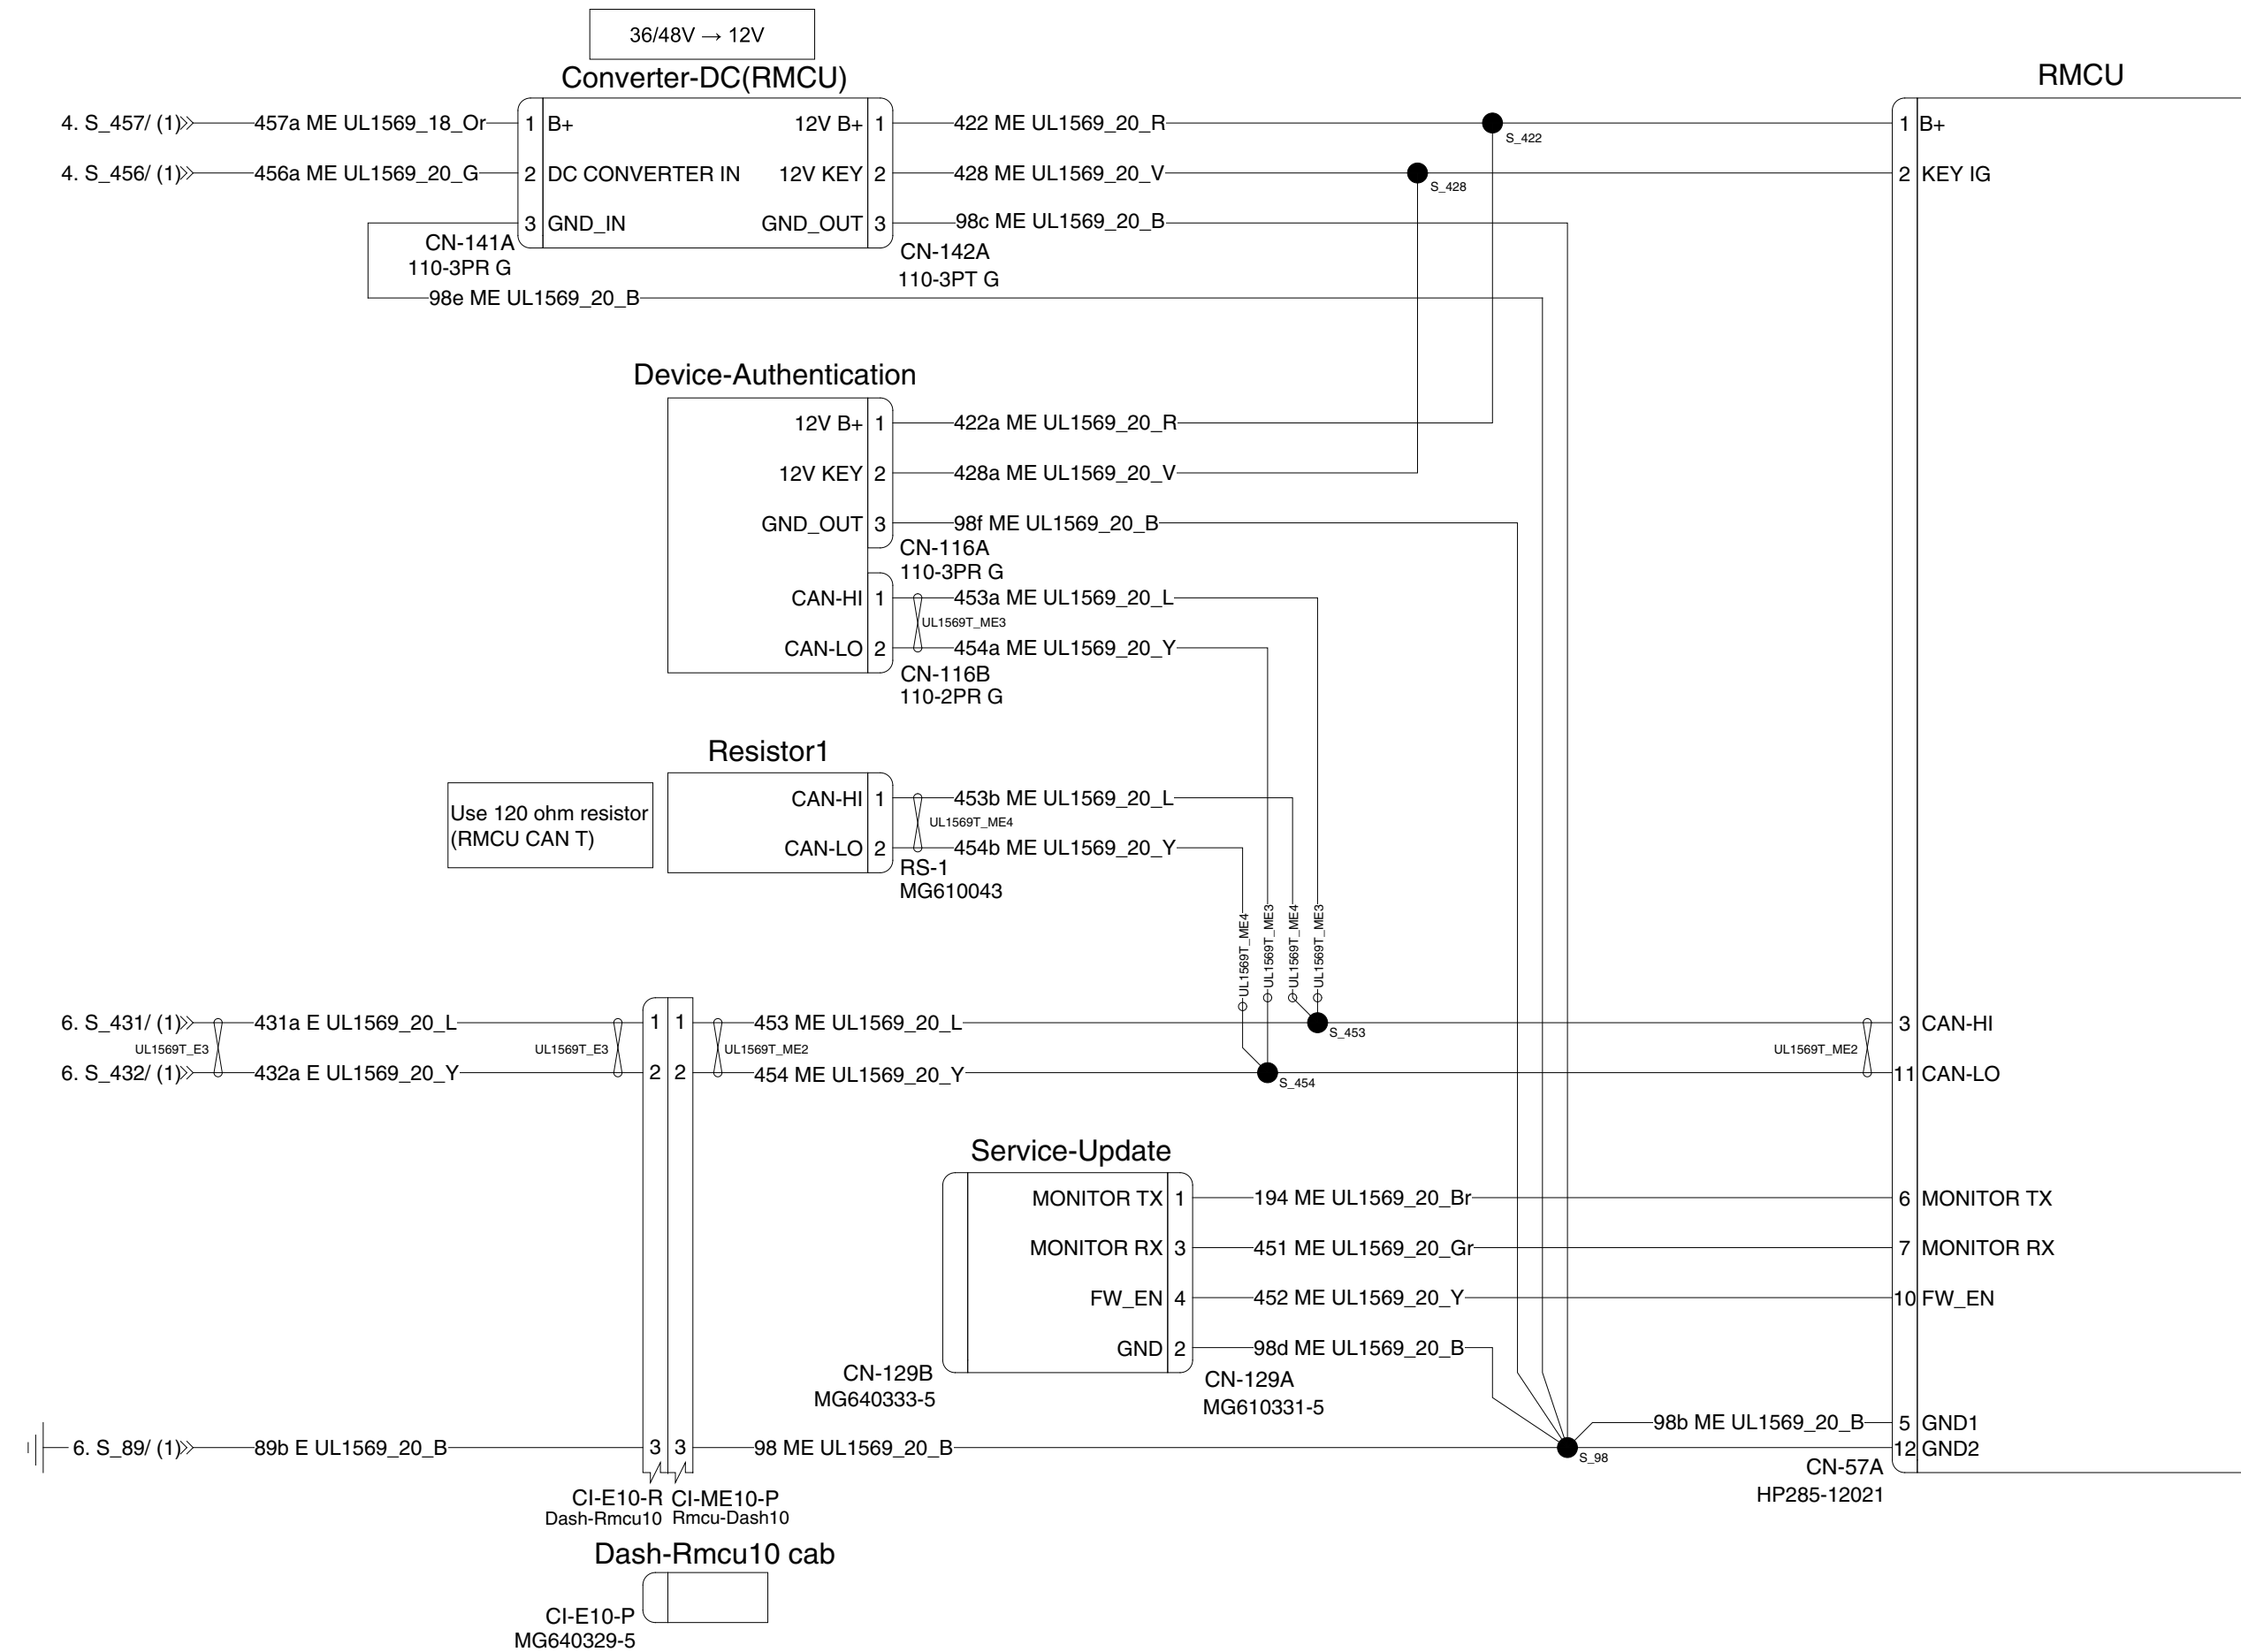 36/48V → 12V
Converter-DC(RMCU)
RMCU
4. S_457/ (1)
457a ME UL1569_18_Or
1 B+
12V B+ 1
422 ME UL1569_20_R
S_422
1 B+
4. S_456/ (1)
456a ME UL1569_20_G
2 DC CONVERTER IN
12V KEY 2
428 ME UL1569_20_V
S_428
2 KEY IG
3 GND_IN
GND_OUT 3
98c ME UL1569_20_B
CN-141A
110-3PR G
CN-142A
110-3PT G
98e ME UL1569_20_B
Device-Authentication
12V B+ 1
422a ME UL1569_20_R
12V KEY 2
428a ME UL1569_20_V
GND_OUT 3
98f ME UL1569_20_B
CN-116A
110-3PR G
CAN-HI 1
453a ME UL1569_20_L
UL1569T_ME3
CAN-LO 2
454a ME UL1569_20_Y
CN-116B
110-2PR G
Resistor1
Use 120 ohm resistor
(RMCU CAN T)
CAN-HI 1
453b ME UL1569_20_L
UL1569T_ME4
CAN-LO 2
454b ME UL1569_20_Y
RS-1
MG610043
UL1569T_ME4
UL1569T_ME3
UL1569T_ME4
UL1569T_ME3
6. S_431/ (1)
431a E UL1569_20_L
1 1
453 ME UL1569_20_L
S_453
3 CAN-HI
UL1569T_E3
UL1569T_E3
UL1569T_ME2
UL1569T_ME2
6. S_432/ (1)
432a E UL1569_20_Y
2 2
454 ME UL1569_20_Y
S_454
11 CAN-LO
Service-Update
MONITOR TX 1
194 ME UL1569_20_Br
6 MONITOR TX
MONITOR RX 3
451 ME UL1569_20_Gr
7 MONITOR RX
FW_EN 4
452 ME UL1569_20_Y
10 FW_EN
GND 2
98d ME UL1569_20_B
CN-129B
MG640333-5
CN-129A
MG610331-5
98b ME UL1569_20_B
5 GND1
6. S_89/ (1)
89b E UL1569_20_B
3 3
98 ME UL1569_20_B
S_98
12 GND2
CN-57A
HP285-12021
CI-E10-R
Dash-Rmcu10
CI-ME10-P
Rmcu-Dash10
Dash-Rmcu10 cab
CI-E10-P
MG640329-5